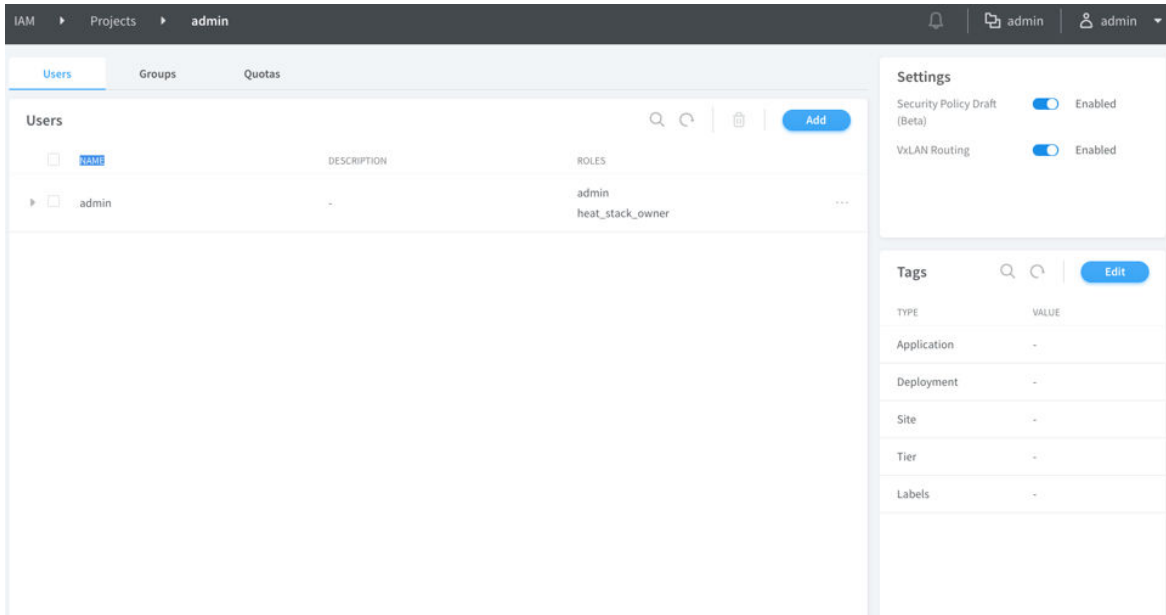 IAM Projects admin admin admin
Users Groups Quotas
Users Add
NAME DESCRIPTION ROLES
admin - admin
heat_stack_owner
Settings
Security Policy Draft Enabled
(Beta)
VxLAN Routing Enabled
Tags Edit
TYPE VALUE
Application -
Deployment -
Site -
Tier -
Labels -